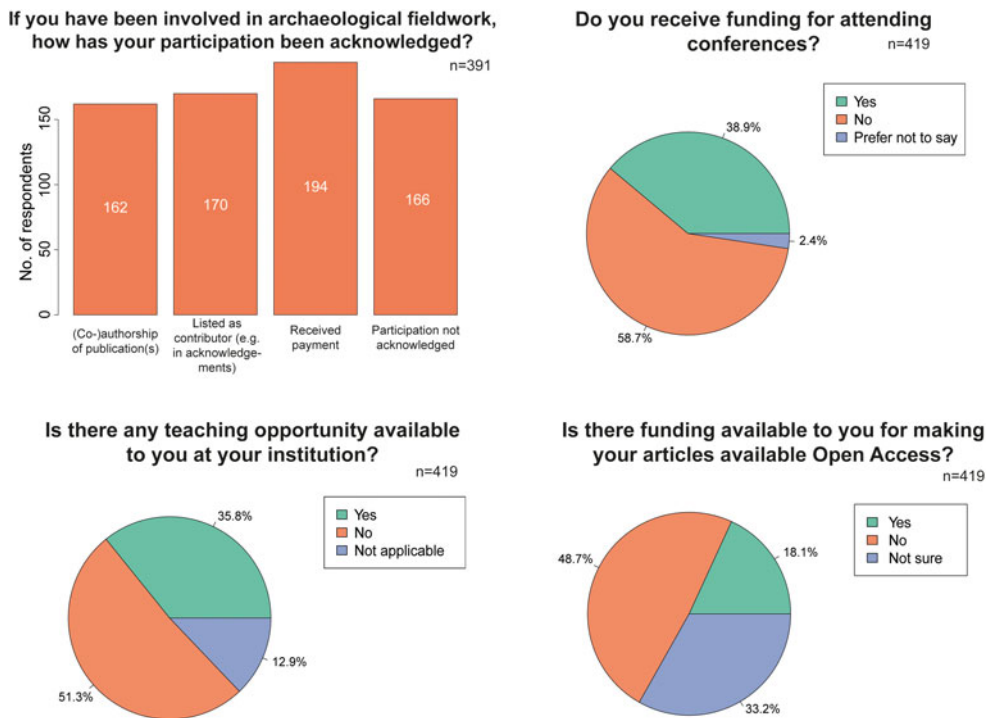 If you have been involved in archaeological fieldwork,
how has your participation been acknowledged?
n=391
No. of respondents
150
100
50
0
162
170
194
166
(Co-)authorship
of publication(s)
Listed as
contributor (e.g.
in acknowledge-
ments)
Received
payment
Participation not
acknowledged
Do you receive funding for attending
conferences?
n=419
Yes
No
Prefer not to say
38.9%
2.4%
58.7%
Is there any teaching opportunity available
to you at your institution?
n=419
Yes
No
Not applicable
35.8%
12.9%
51.3%
Is there funding available to you for making
your articles available Open Access?
n=419
Yes
No
Not sure
48.7%
18.1%
33.2%